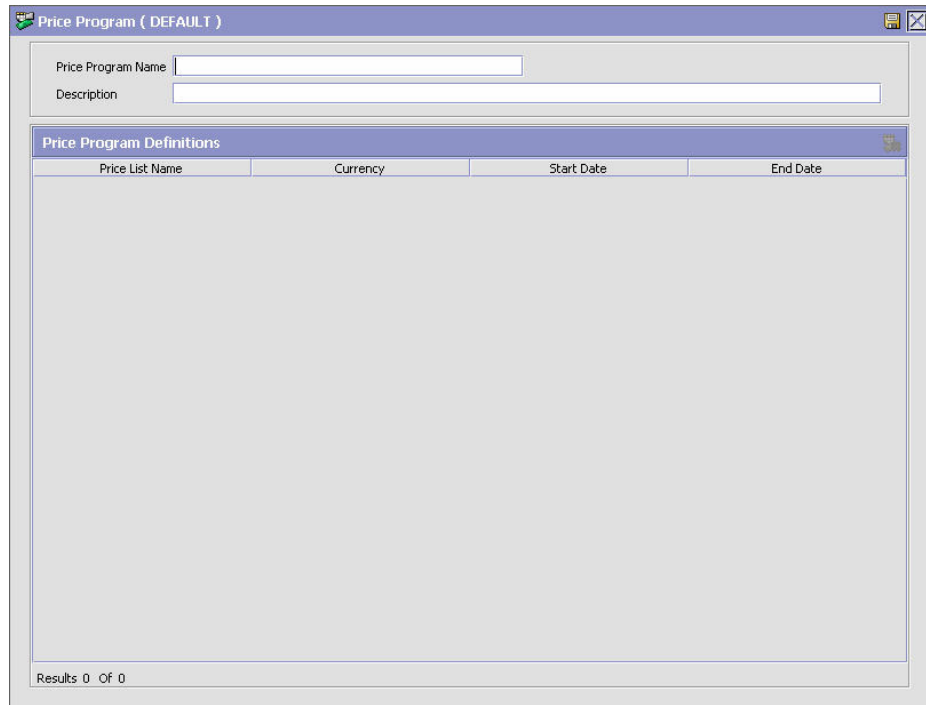 Price Program ( DEFAULT )
Price Program Name
Description
Price Program Definitions
Price List Name Currency Start Date End Date
Results 0 Of 0